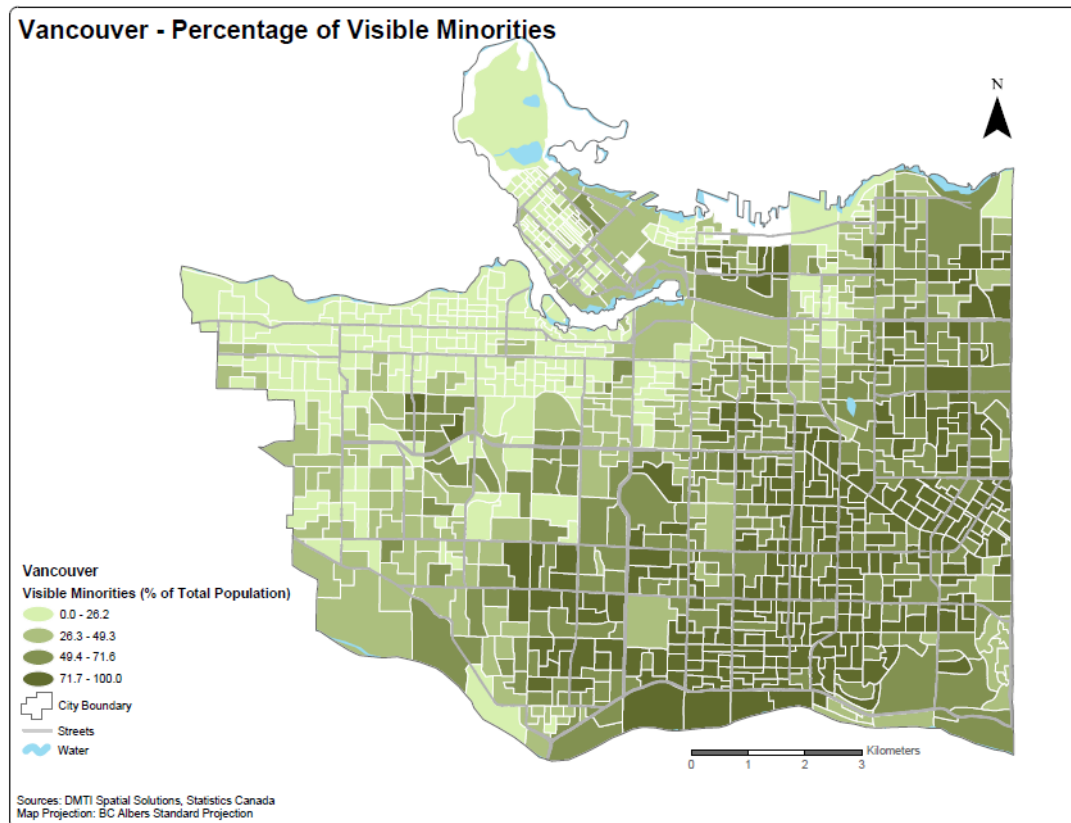 Vancouver - Percentage of Visible Minorities
N
Vancouver
Visible Minorities (% of Total Population)
0.0 - 26.2
26.3 - 49.3
49.4 - 71.6
71.7 - 100.0
City Boundary
Streets
Water
Kilometers
0 1 2 3
Sources: DMTI Spatial Solutions, Statistics Canada
Map Projection: BC Albers Standard Projection